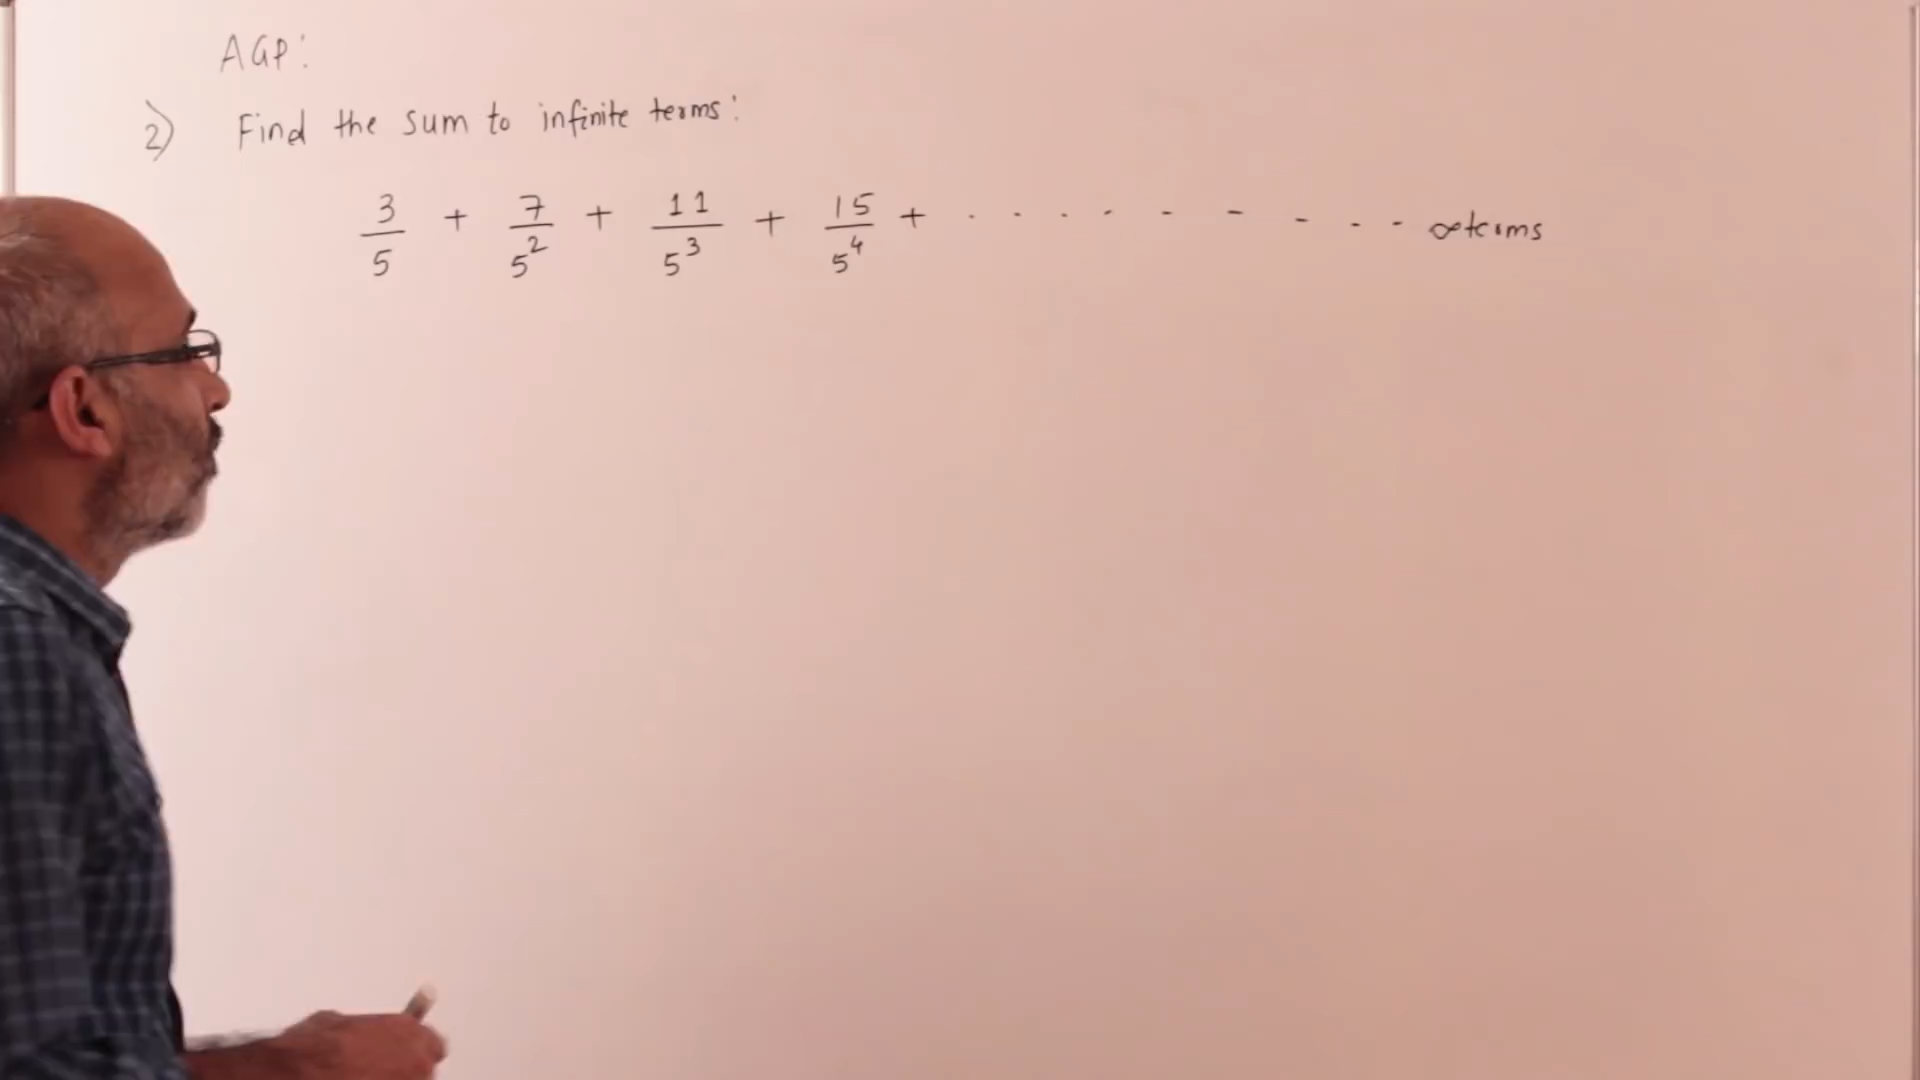 AGP:
2) Find the sum to infinite terms:
3/5 + 7/5^2 + 11/5^3 + 15/5^4 + . . . . - - - . . - ∞ terms